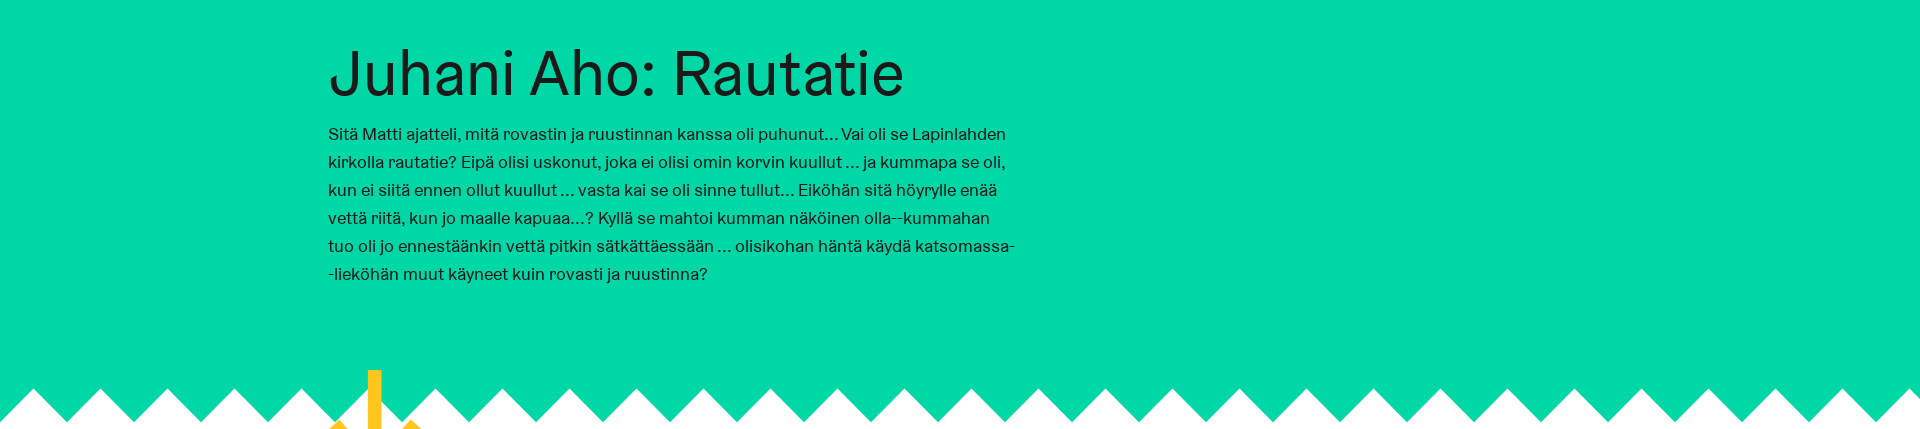 Juhani Aho: Rautatie
Sitä Matti ajatteli, mitä rovastin ja ruustinnan kanssa oli puhunut... Vai oli se Lapinlahden
kirkolla rautatie? Eipä olisi uskonut, joka ei olisi omin korvin kuullut ... ja kummapa se oli,
kun ei siitä ennen ollut kuullut ... vasta kai se oli sinne tullut... Eiköhän sitä höyrylle enää
vettä riitä, kun jo maalle kapuaa...? Kyllä se mahtoi kumman näköinen olla--kummahan
tuo oli jo ennestäänkin vettä pitkin sätkättäessään ... olisikohan häntä käydä katsomassa-
-lieköhän muut käyneet kuin rovasti ja ruustinna?